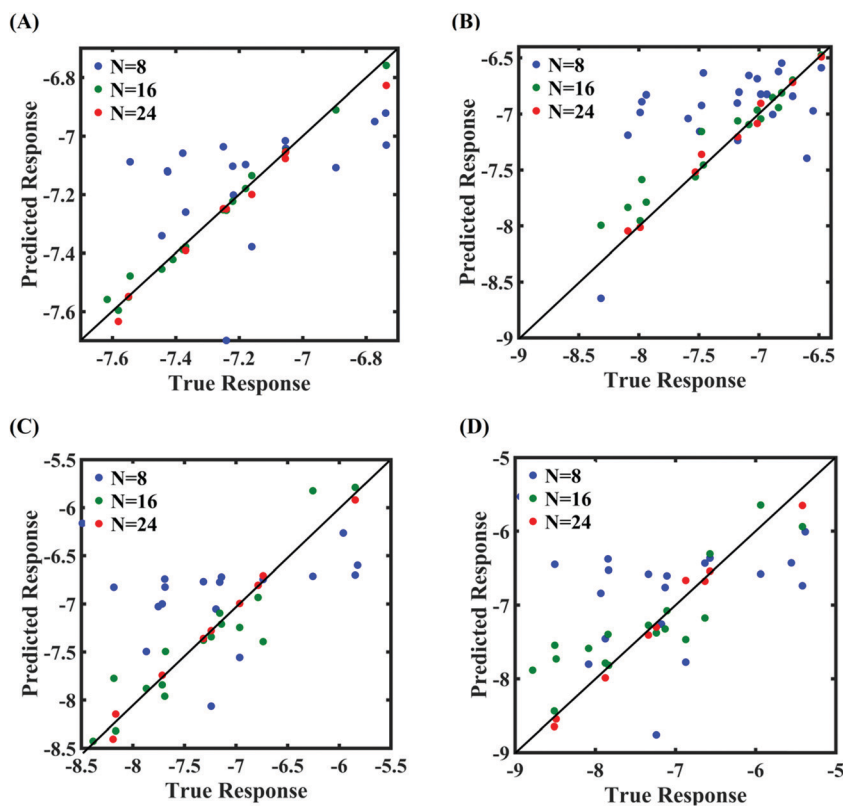 (A)
N=8
N=16
N=24
-6.8
-7
-7.2
-7.4
-7.6
-7.6 -7.4 -7.2 -7 -6.8
Predicted Response
True Response
(B)
N=8
N=16
N=24
-6.5
-7
-7.5
-8
-8.5
-9
-9 -8.5 -8 -7.5 -7 -6.5
Predicted Response
True Response
(C)
N=8
N=16
N=24
-5.5
-6
-6.5
-7
-7.5
-8
-8.5
-8.5 -8 -7.5 -7 -6.5 -6 -5.5
Predicted Response
True Response
(D)
N=8
N=16
N=24
-5
-6
-7
-8
-9
-9 -8 -7 -6 -5
Predicted Response
True Response